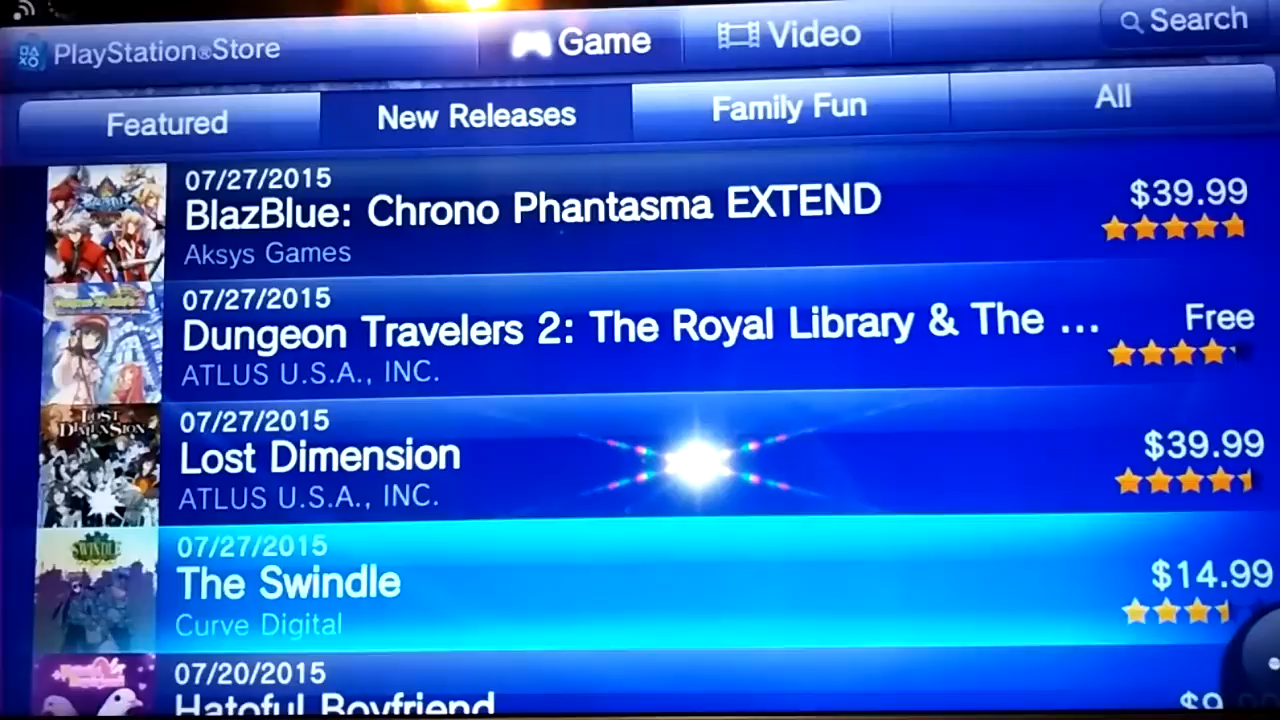 PlayStation®Store
Game
Video
Search
Featured
New Releases
Family Fun
All
07/27/2015
BlazBlue: Chrono Phantasma EXTEND
Aksys Games
$39.99
07/27/2015
Dungeon Travelers 2: The Royal Library & The ...
ATLUS U.S.A., INC.
Free
LOST
DIMENSION
07/27/2015
Lost Dimension
ATLUS U.S.A., INC.
$39.99
SWINDLE
07/27/2015
The Swindle
Curve Digital
$14.99
07/20/2015
Hatoful Boyfriend